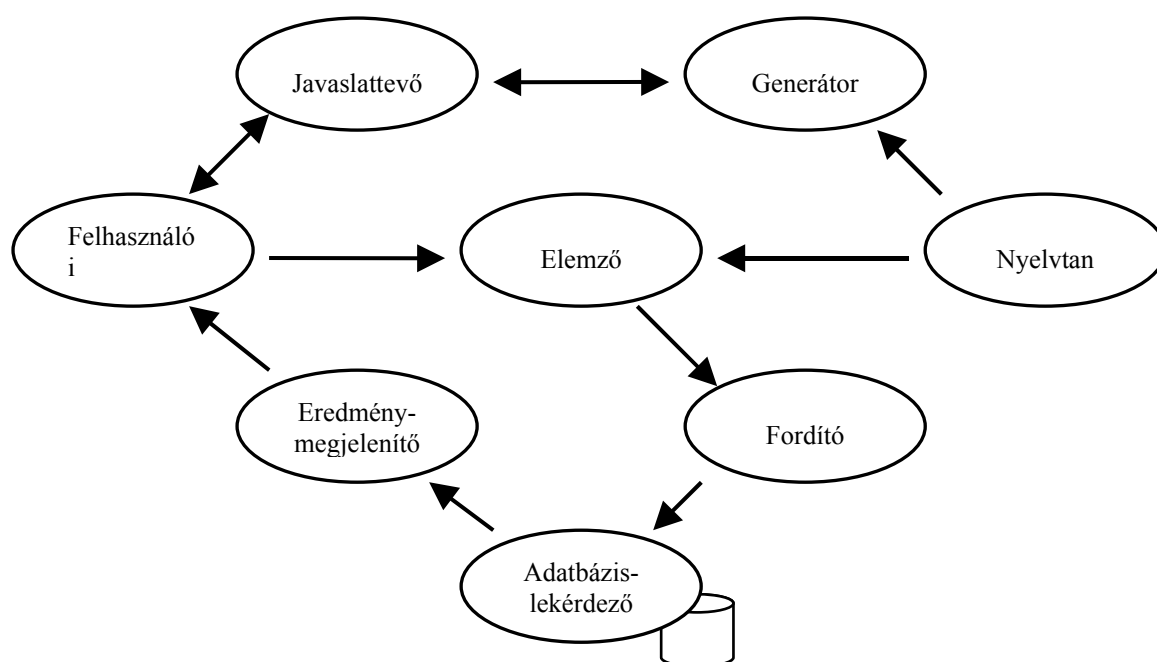 Javaslattevő
Generátor
Felhasználó
i
Elemző
Nyelvtan
Eredmény-
megjelenítő
Fordító
Adatbázis-
lekérdező